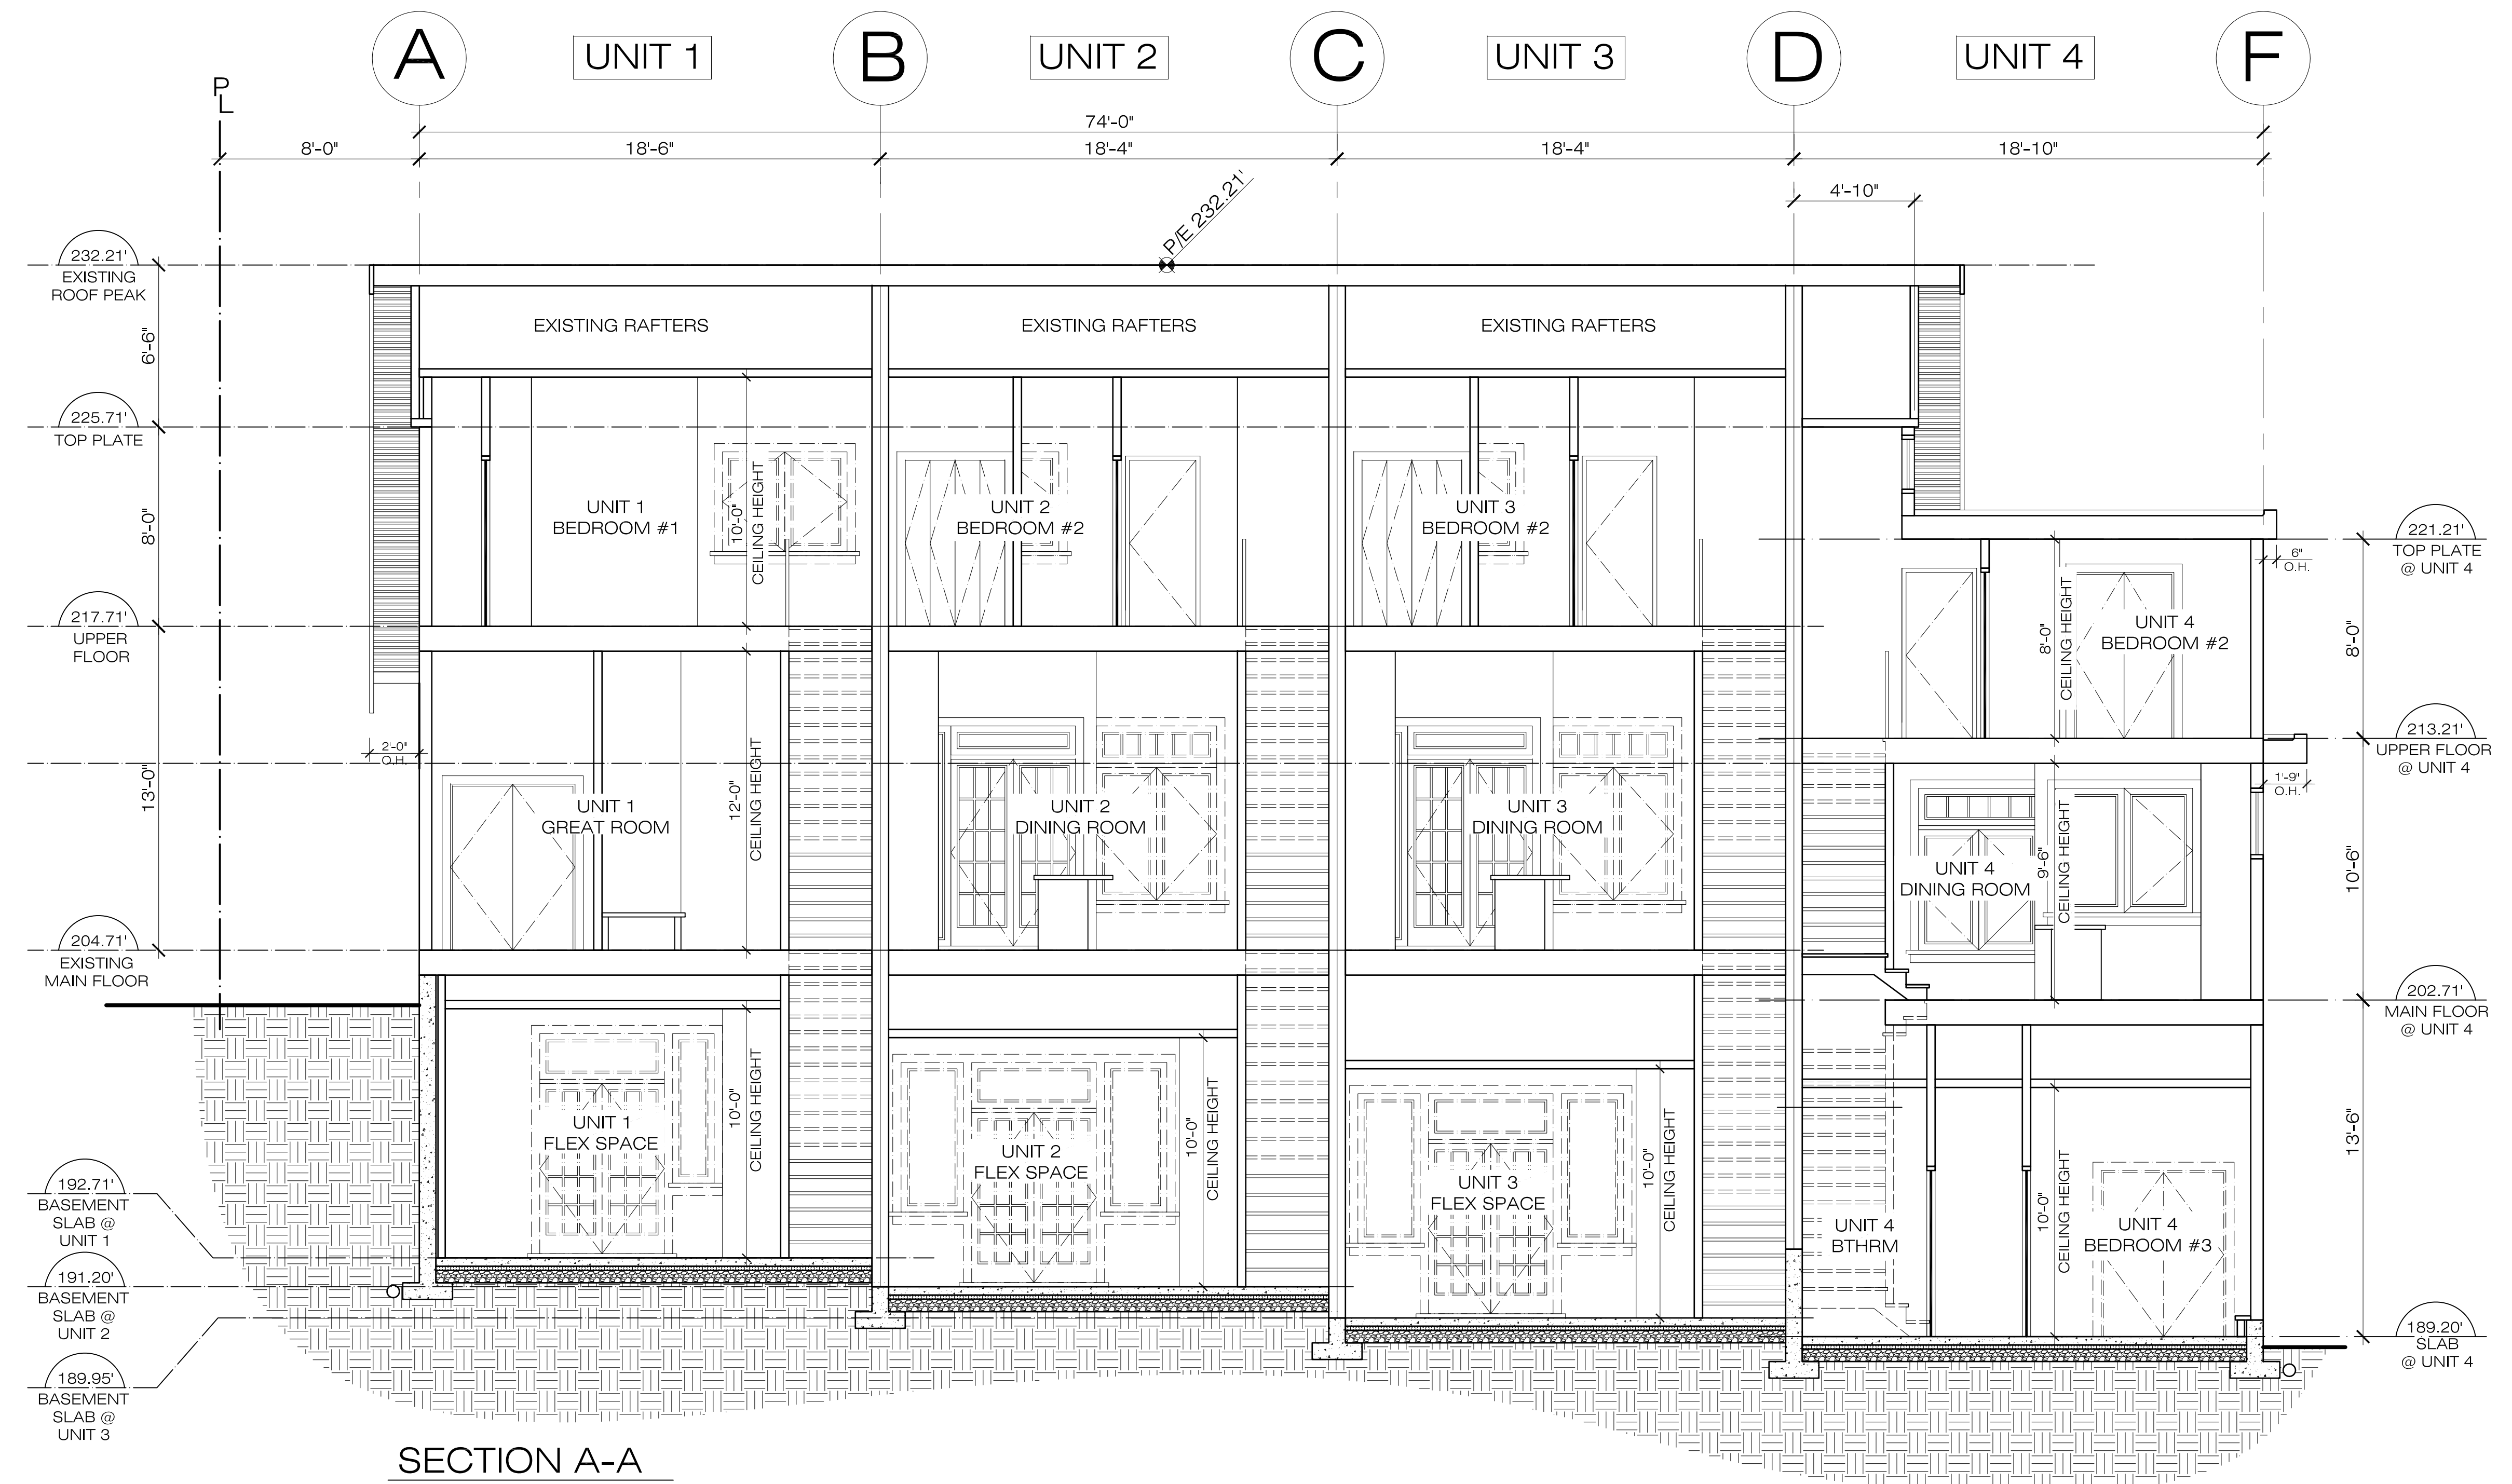 A
UNIT 1
B
UNIT 2
C
UNIT 3
D
UNIT 4
F
PL
74'-0"
8'-0"
18'-6"
18'-4"
18'-4"
18'-10"
4'-10"
P/E 232.21'
232.21'
EXISTING
ROOF PEAK
6'-6"
EXISTING RAFTERS
EXISTING RAFTERS
EXISTING RAFTERS
225.71'
TOP PLATE
8'-0"
UNIT 1
BEDROOM #1
10'-0"
CEILING HEIGHT
UNIT 2
BEDROOM #2
UNIT 3
BEDROOM #2
221.21'
TOP PLATE
@ UNIT 4
6"
O.H.
217.71'
UPPER
FLOOR
8'-0"
CEILING HEIGHT
UNIT 4
BEDROOM #2
8'-0"
213.21'
UPPER FLOOR
@ UNIT 4
2'-0"
O.H.
1'-9"
O.H.
13'-0"
UNIT 1
GREAT ROOM
12'-0"
CEILING HEIGHT
UNIT 2
DINING ROOM
UNIT 3
DINING ROOM
UNIT 4
DINING ROOM
9'-6"
CEILING HEIGHT
10'-6"
204.71'
EXISTING
MAIN FLOOR
202.71'
MAIN FLOOR
@ UNIT 4
UNIT 1
FLEX SPACE
10'-0"
CEILING HEIGHT
UNIT 2
FLEX SPACE
10'-0"
CEILING HEIGHT
UNIT 3
FLEX SPACE
10'-0"
CEILING HEIGHT
UNIT 4
BTHRM
10'-0"
CEILING HEIGHT
UNIT 4
BEDROOM #3
13'-6"
192.71'
BASEMENT
SLAB @
UNIT 1
191.20'
BASEMENT
SLAB @
UNIT 2
189.95'
BASEMENT
SLAB @
UNIT 3
189.20'
SLAB
@ UNIT 4
SECTION A-A